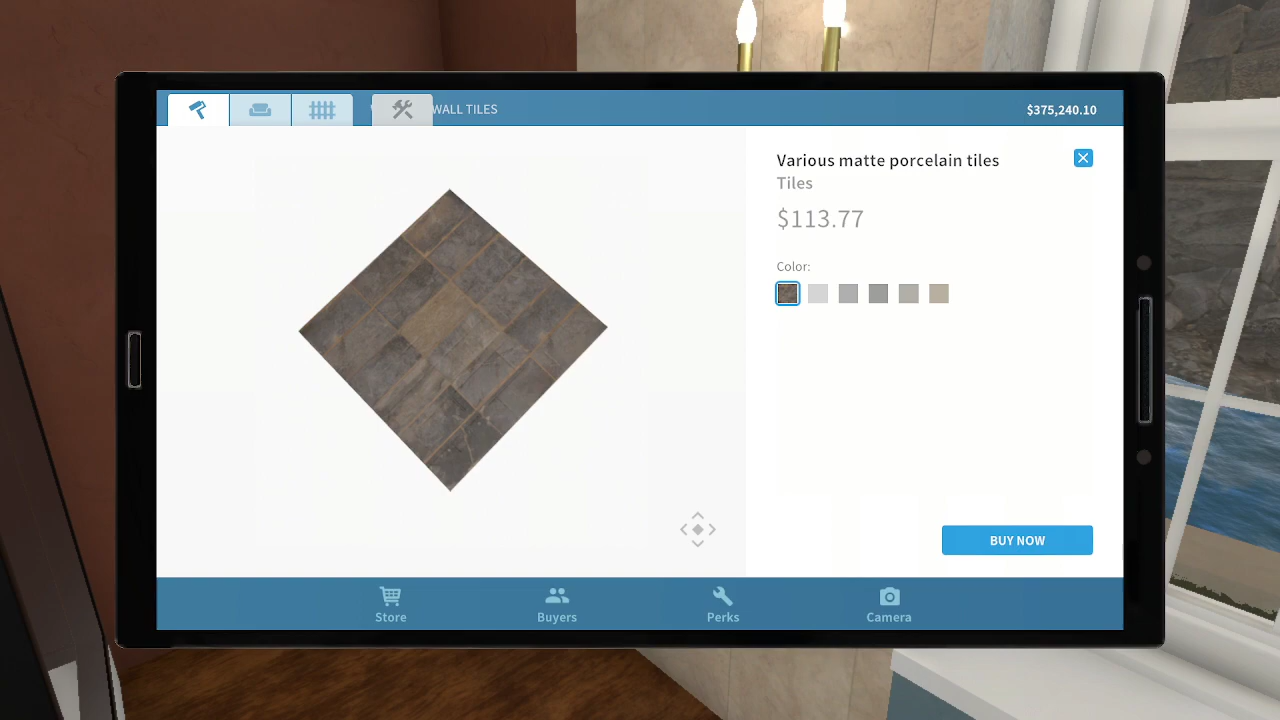 WALL TILES
$375,240.10
Various matte porcelain tiles
Tiles
$113.77
Color:
BUY NOW
Store
Buyers
Perks
Camera